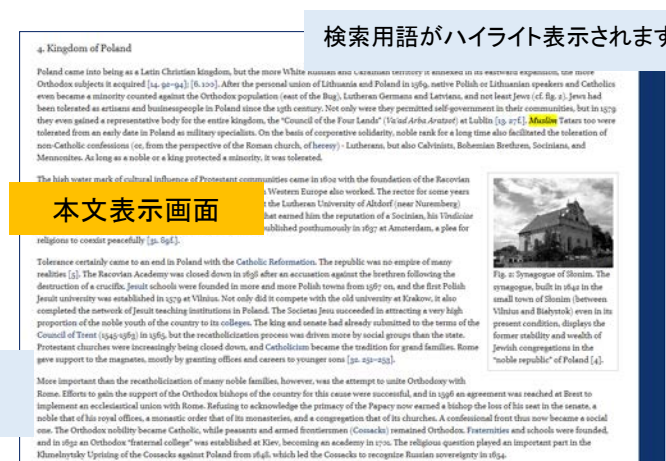 検索用語がハイライト表示されます
4. Kingdom of Poland
Poland came into being as a Latin Christian kingdom, but the more White Russian and Ukrainian territory it annexed in its eastward expansion, the more
Orthodox subjects it acquired [14. 90–94]; [6. 100]. After the personal union of Lithuania and Poland in 1569, native Polish or Lithuanian speakers and Catholics
even became a minority counted against the Orthodox population (east of the Bug), Lutheran Germans and Latvians, and not least Jews (cf. fig. 2). Jews had
been tolerated as artisans and businesspeople in Poland since the 13th century. Not only were they permitted self-government in their communities, but in 1579
they even gained a representative body for the entire kingdom, the "Council of the Four Lands" (Va'ad Arba Aratzot) at Lublin [13. 27f.]. Muslim Tatars too were
tolerated from an early date in Poland as military specialists. On the basis of corporative solidarity, noble rank for a long time also facilitated the toleration of
non-Catholic confessions (or, from the perspective of the Roman church, of heresy) - Lutherans, but also Calvinists, Bohemian Brethren, Socinians, and
Mennonites. As long as a noble or a king protected a minority, it was tolerated.
The high water mark of cultural influence of Protestant communities came in 1602 with the foundation of the Racovian
Western Europe also worked. The rector for some years
the Lutheran University of Altdorf (near Nuremberg)
hat earned him the reputation of a Socinian, his Vindiciae
ublished posthumously in 1637 at Amsterdam, a plea for
religions to coexist peacefully [31. 89f.].
本文表示画面
Tolerance certainly came to an end in Poland with the Catholic Reformation. The republic was no empire of many
realities [5]. The Racovian Academy was closed down in 1638 after an accusation against the brethren following the
destruction of a crucifix. Jesuit schools were founded in more and more Polish towns from 1567 on, and the first Polish
Jesuit university was established in 1579 at Vilnius. Not only did it compete with the old university at Krakow, it also
completed the network of Jesuit teaching institutions in Poland. The Societas Jesu succeeded in attracting a very high
proportion of the noble youth of the country to its colleges. The king and senate had already submitted to the terms of the
Council of Trent (1545-1563) in 1565, but the recatholicization process was driven more by social groups than the state.
Protestant churches were increasingly being closed down, and Catholicism became the tradition for grand families. Rome
gave support to the magnates, mostly by granting offices and careers to younger sons [32. 251–253].
Fig. 2: Synagogue of Slonim. The
synagogue, built in 1642 in the
small town of Slonim (between
Vilnius and Białystok) even in its
present condition, displays the
former stability and wealth of
Jewish congregations in the
"noble republic" of Poland [4].
More important than the recatholicization of many noble families, however, was the attempt to unite Orthodoxy with
Rome. Efforts to gain the support of the Orthodox bishops of the country for this cause were successful, and in 1596 an agreement was reached at Brest to
implement an ecclesiastical union with Rome. Refusing to acknowledge the primacy of the Papacy now earned a bishop the loss of his seat in the senate, a
noble that of his royal offices, a monastic order that of its monasteries, and a congregation that of its churches. A confessional front thus now became a social
one. The Orthodox nobility became Catholic, while peasants and armed frontiersmen (Cossacks) remained Orthodox. Fraternities and schools were founded,
and in 1632 an Orthodox "fraternal college" was established at Kiev, becoming an academy in 1701. The religious question played an important part in the
Khmelnytsky Uprising of the Cossacks against Poland from 1648, which led the Cossacks to recognize Russian sovereignty in 1654.